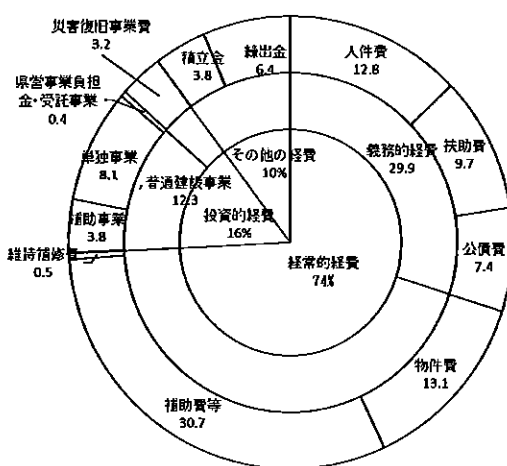 災害復旧事業費
3.2
積立金
3.8
繰出金
6.4
人件費
12.8
県営事業負担
金・受託事業
0.4
その他の経費
10%
義務的経費
29.9
扶助費
9.7
単独事業
8.1
普通建設事業
12.3
補助事業
3.8
投資的経費
16%
公債費
7.4
維持補修費
0.5
経常的経費
74%
物件費
13.1
補助費等
30.7